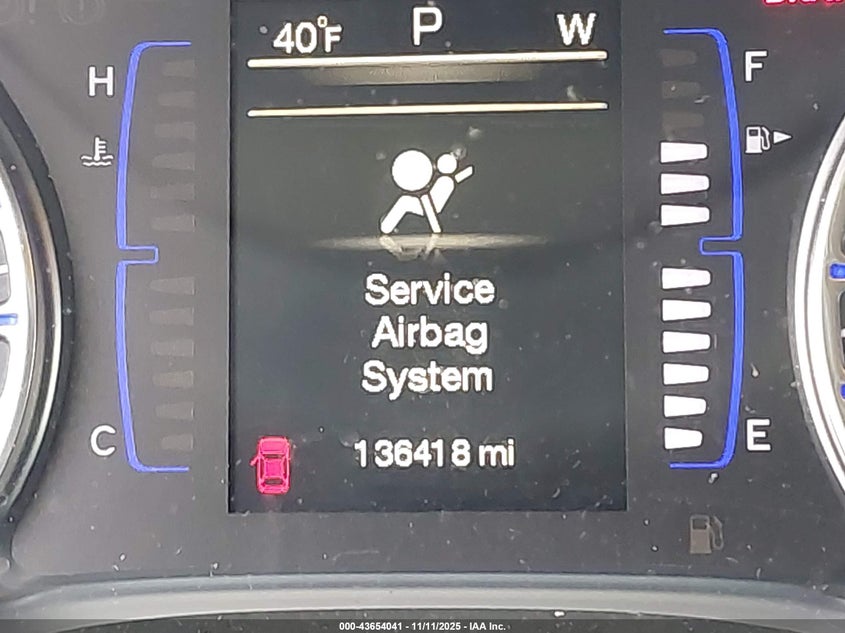 40°F P W
H
F
Service
Airbag
System
C
E
136418 mi
000-43654041 - 11/11/2025 - IAA Inc.